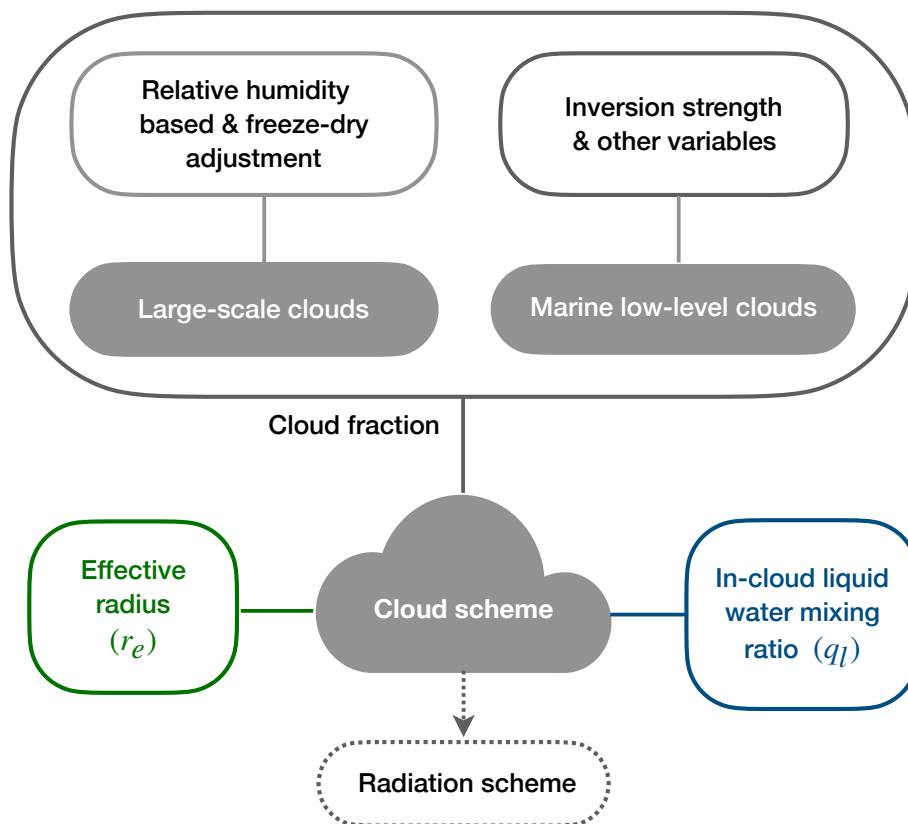 Relative humidity
based & freeze-dry
adjustment
Inversion strength
& other variables
Large-scale clouds
Marine low-level clouds
Cloud fraction
Effective
radius
(rₑ)
Cloud scheme
In-cloud liquid
water mixing
ratio (qₗ)
Radiation scheme